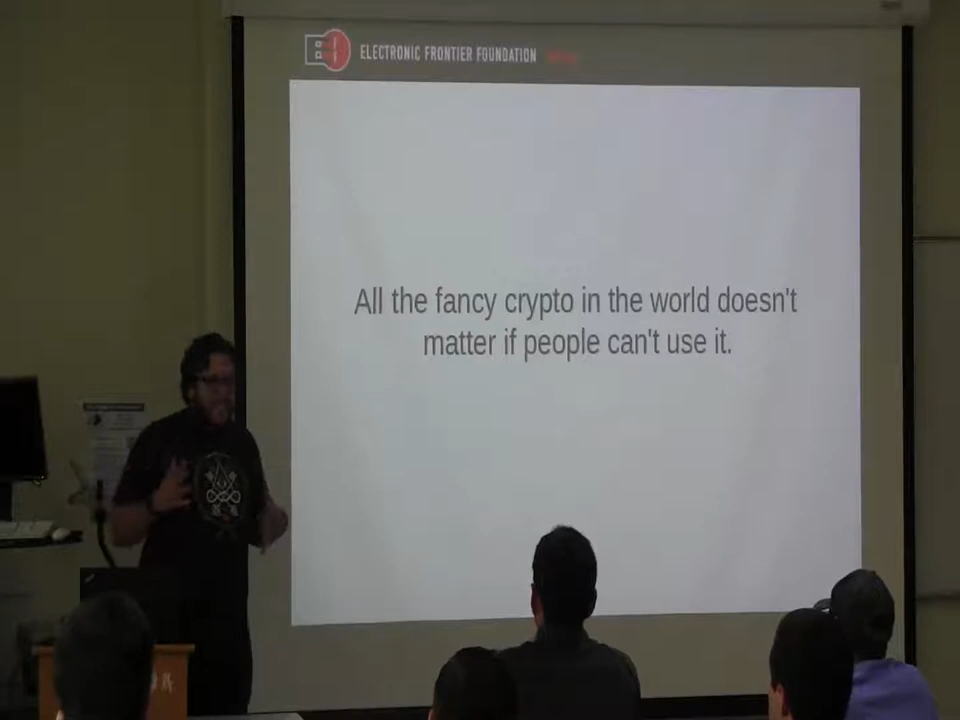 ELECTRONIC FRONTIER FOUNDATION
All the fancy crypto in the world doesn't
matter if people can't use it.